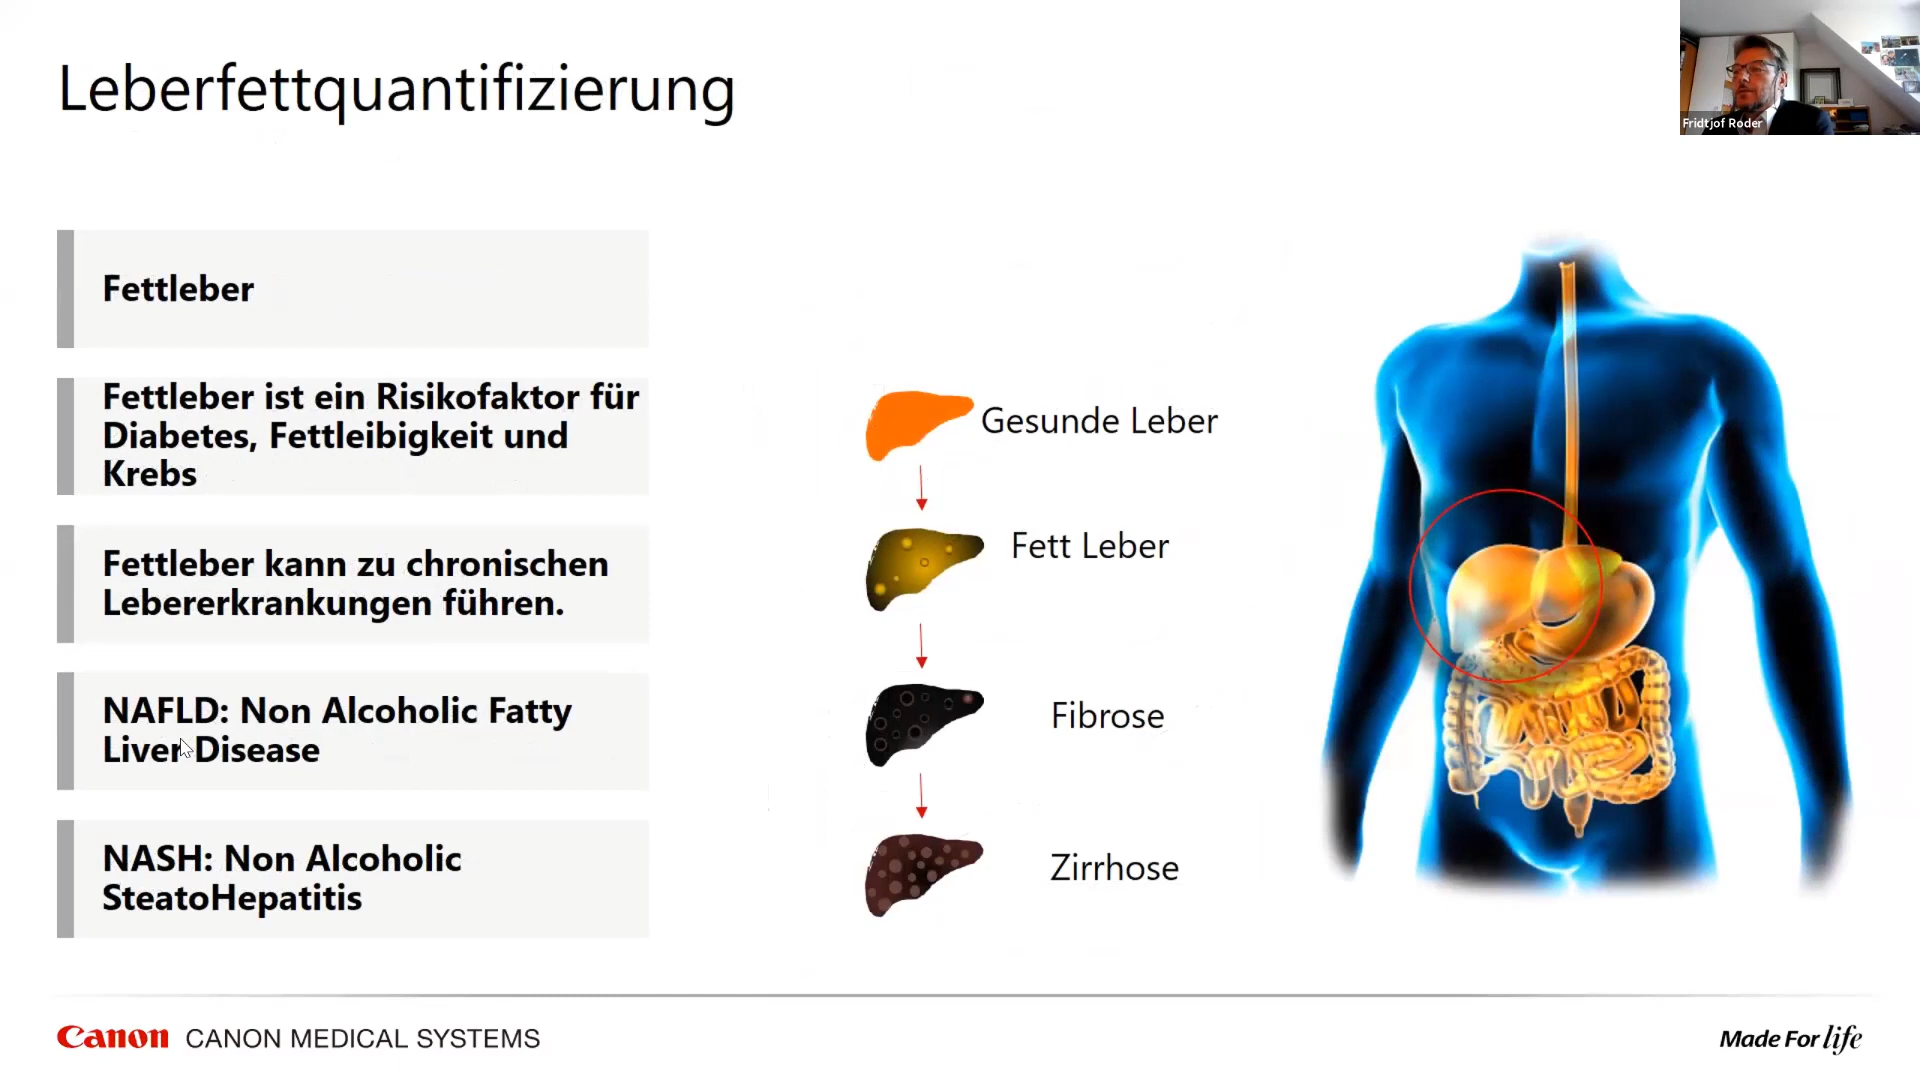 Leberfettquantifizierung
Fridtjof Roder
Fettleber
Fettleber ist ein Risikofaktor für
Diabetes, Fettleibigkeit und
Krebs
Fettleber kann zu chronischen
Lebererkrankungen führen.
NAFLD: Non Alcoholic Fatty
Liver Disease
NASH: Non Alcoholic
SteatoHepatitis
Gesunde Leber
Fett Leber
Fibrose
Zirrhose
Canon CANON MEDICAL SYSTEMS
Made For life